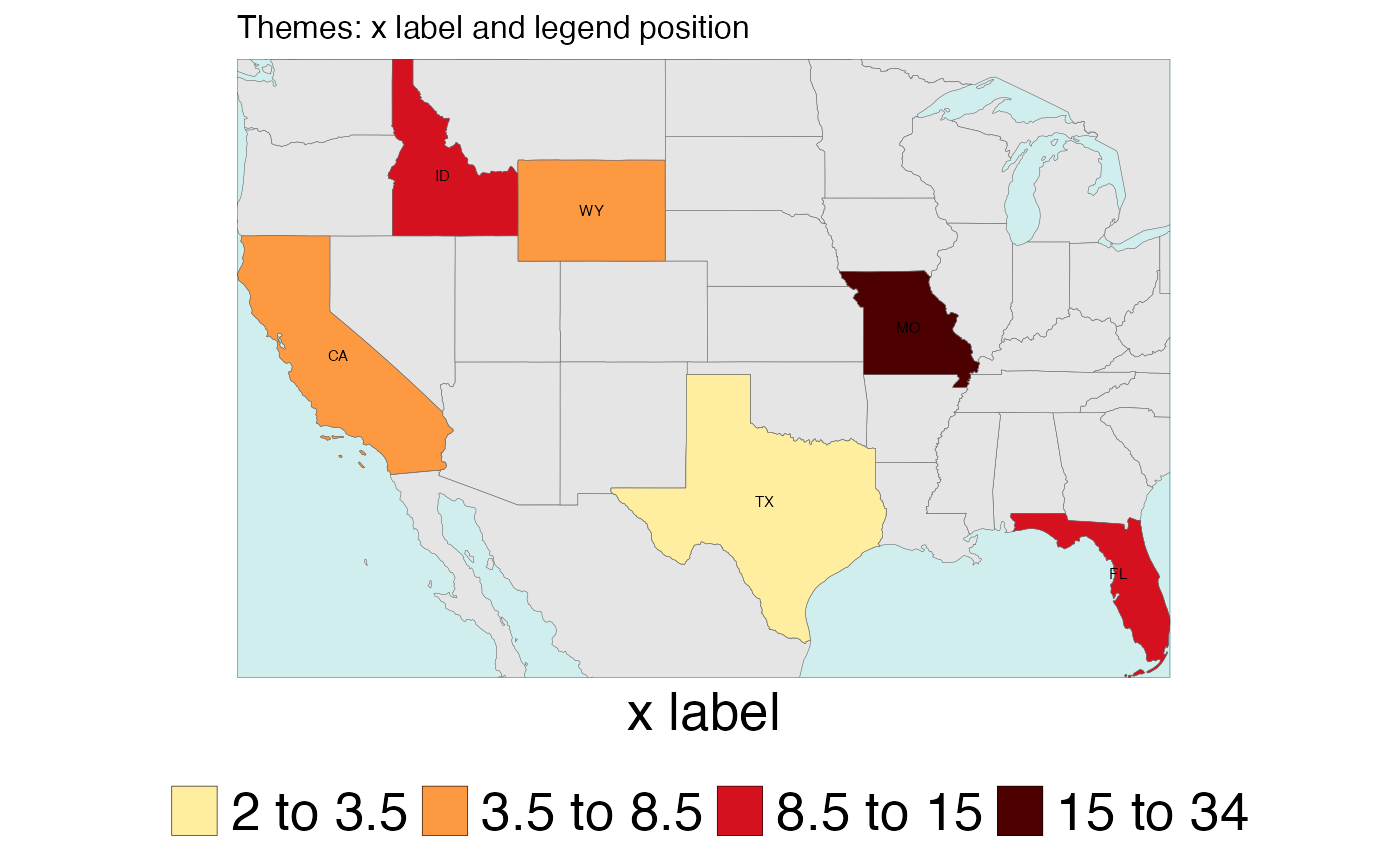 Themes: x label and legend position
ID
WY
MO
CA
TX
FL
x label
2 to 3.5 3.5 to 8.5 8.5 to 15 15 to 34